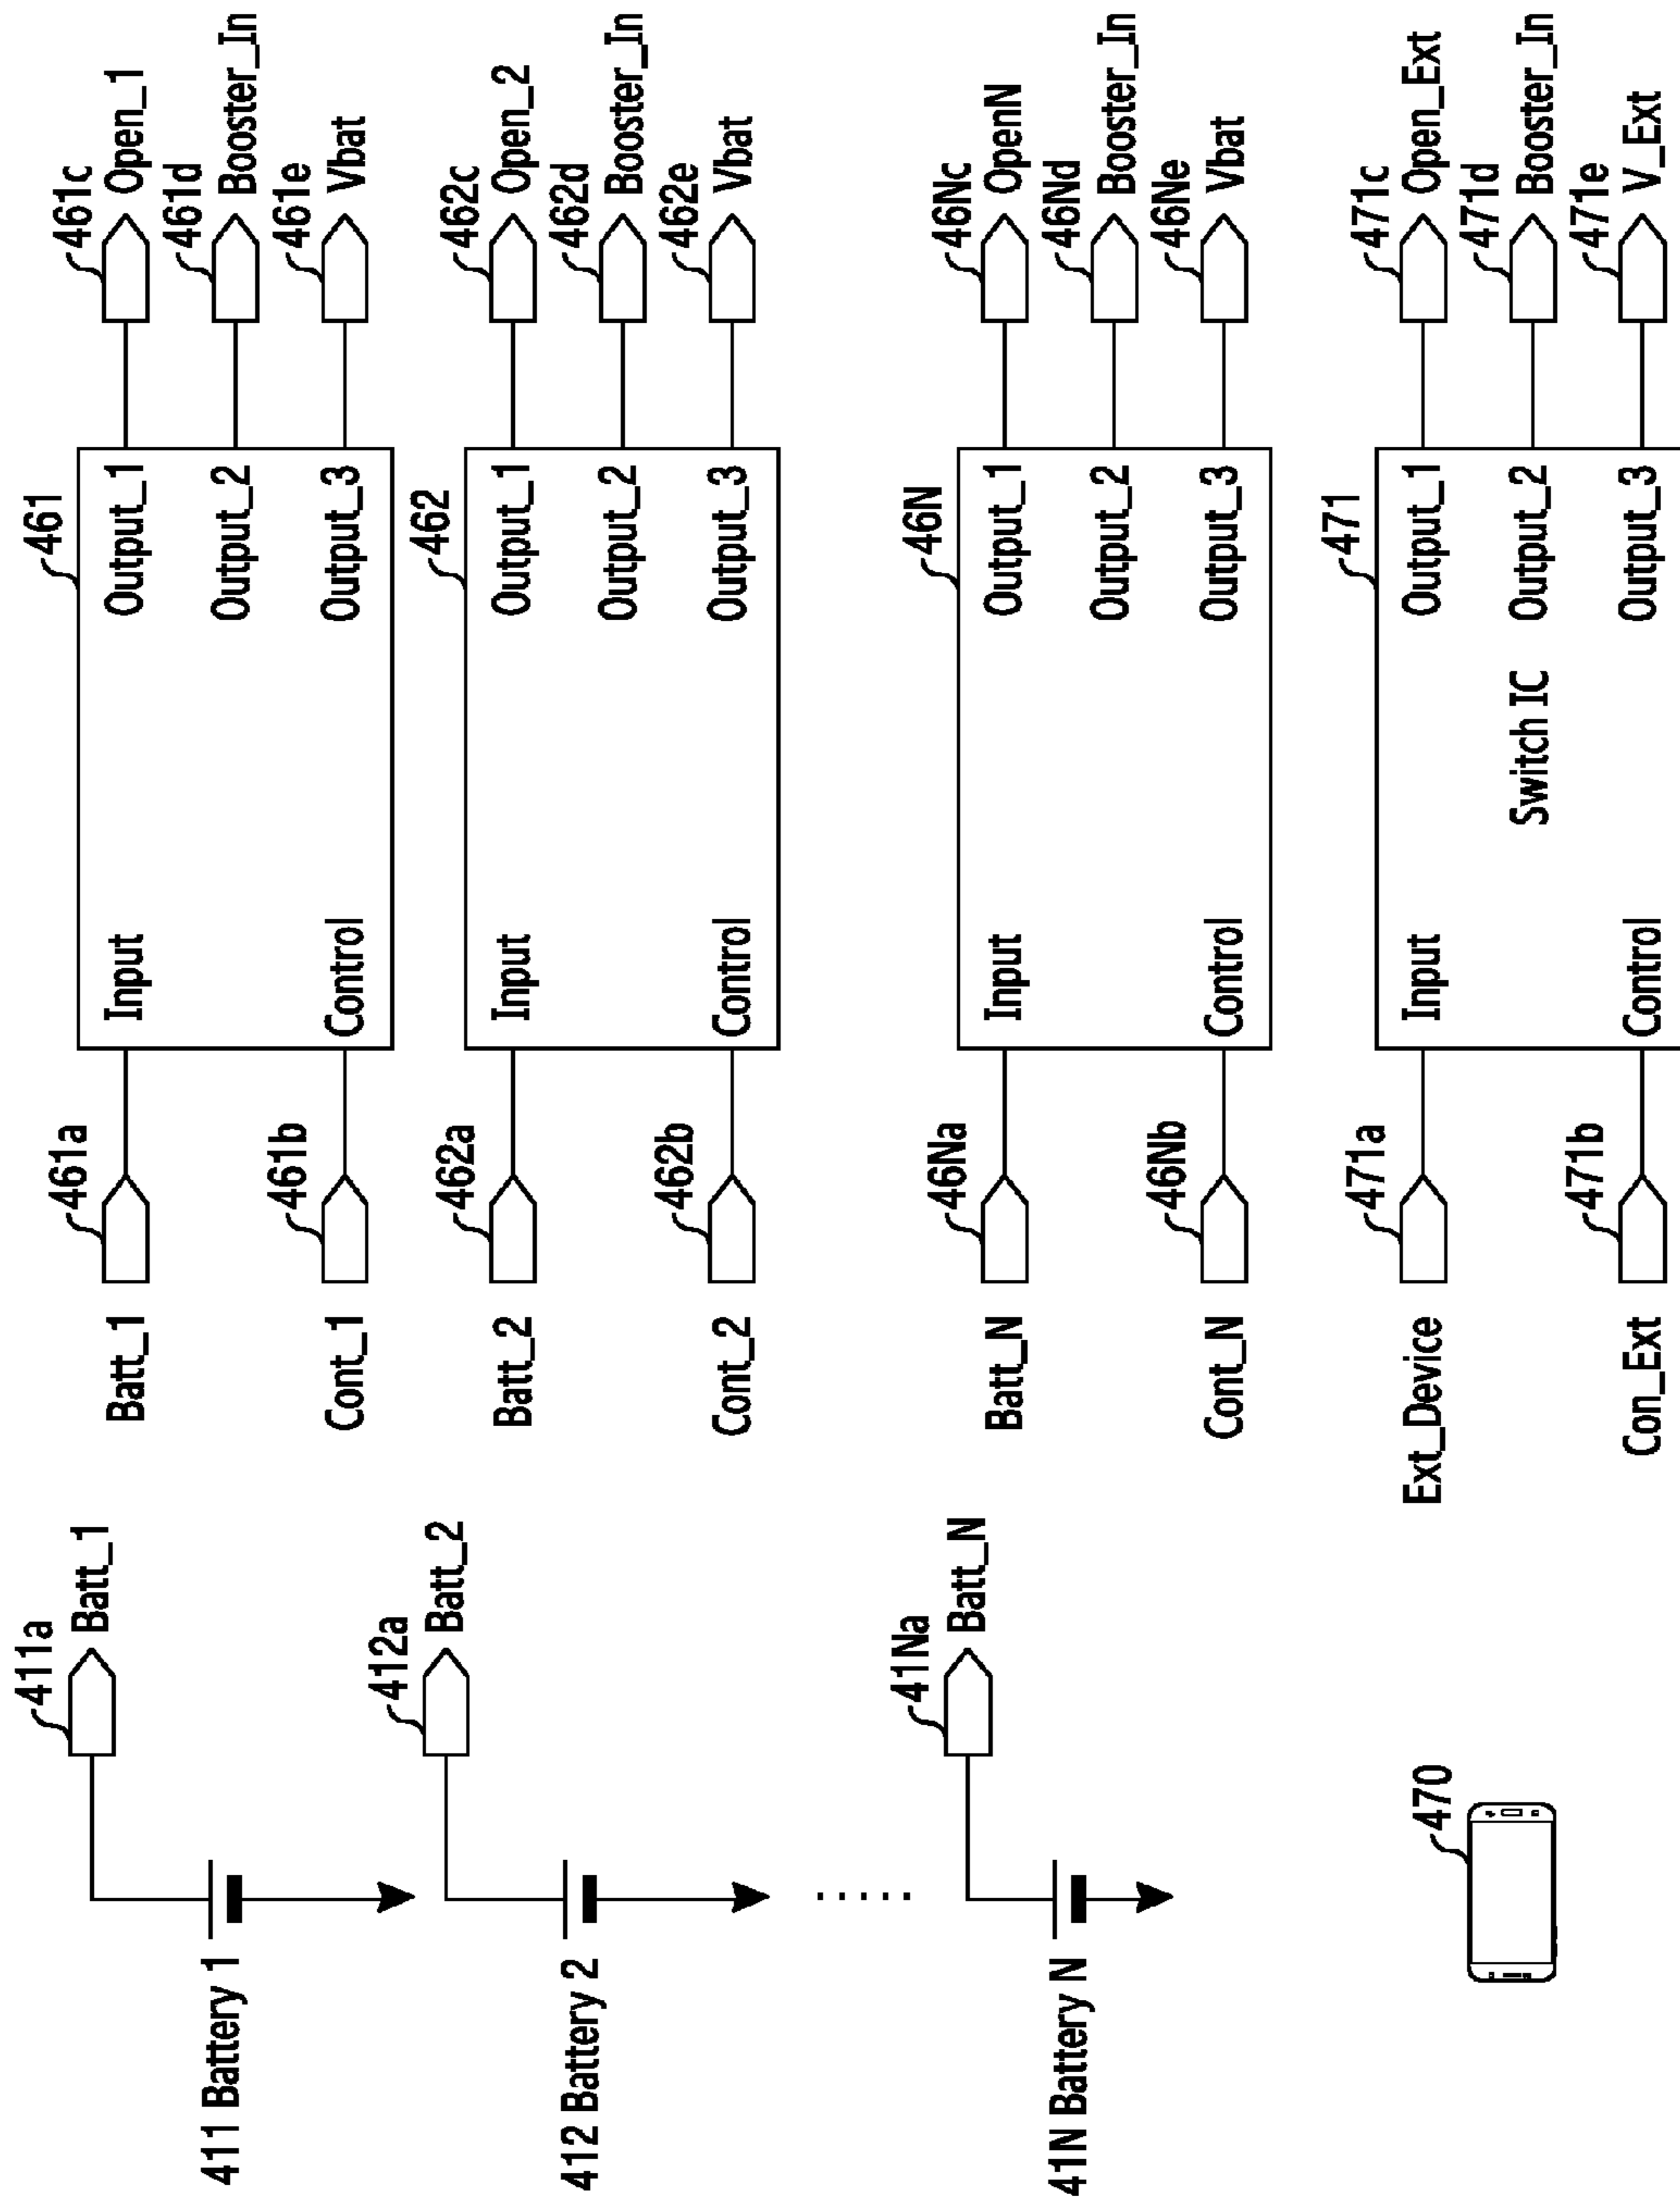 411a
Batt_1
411 Battery 1
412a
Batt_2
412 Battery 2
41Na
Batt_N
41N Battery N
470
461
Batt_1
461a
Input
Cont_1
461b
Control
Output_1
461c
Open_1
Output_2
461d
Booster_In
Output_3
461e
Vbat
462
Batt_2
462a
Input
Cont_2
462b
Control
Output_1
462c
Open_2
Output_2
462d
Booster_In
Output_3
462e
Vbat
46N
Batt_N
46Na
Input
Cont_N
46Nb
Control
Output_1
46Nc
OpenN
Output_2
46Nd
Booster_In
Output_3
46Ne
Vbat
471
Ext_Device
471a
Input
Con_Ext
471b
Control
Switch IC
Output_1
471c
Open_Ext
Output_2
471d
Booster_In
Output_3
471e
V_Ext